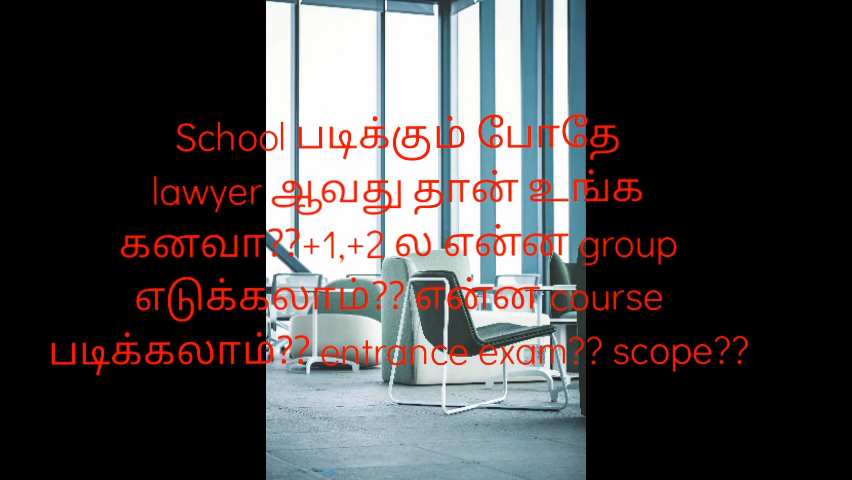 School படிக்கும் போதே
lawyer ஆவது தான் உங்க
கனவா??+1,+2 ல என்ன group
எடுக்கலாம்?? என்ன course
படிக்கலாம்?? entrance exam?? scope??